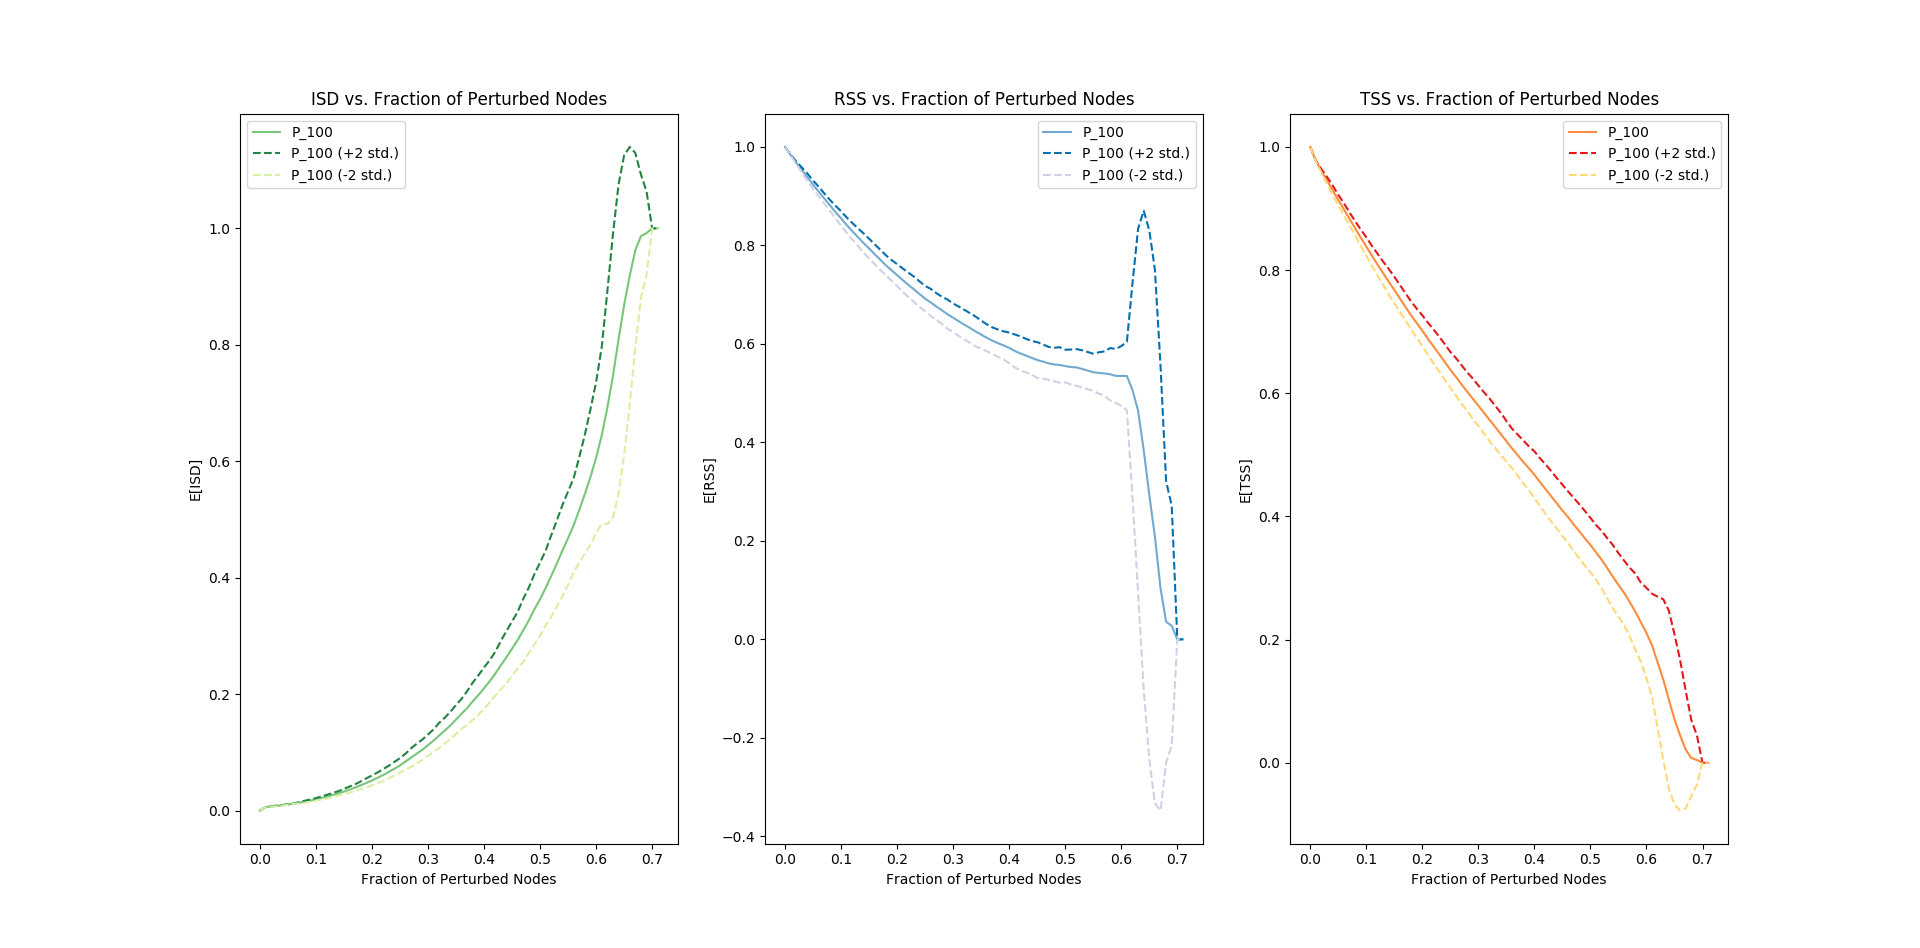 ISD vs. Fraction of Perturbed Nodes
P_100
P_100 (+2 std.)
P_100 (-2 std.)
1.0
0.8
0.6
0.4
0.2
0.0
E[ISD]
0.0 0.1 0.2 0.3 0.4 0.5 0.6 0.7
Fraction of Perturbed Nodes
RSS vs. Fraction of Perturbed Nodes
P_100
P_100 (+2 std.)
P_100 (-2 std.)
1.0
0.8
0.6
0.4
0.2
0.0
−0.2
−0.4
E[RSS]
0.0 0.1 0.2 0.3 0.4 0.5 0.6 0.7
Fraction of Perturbed Nodes
TSS vs. Fraction of Perturbed Nodes
P_100
P_100 (+2 std.)
P_100 (-2 std.)
1.0
0.8
0.6
0.4
0.2
0.0
E[TSS]
0.0 0.1 0.2 0.3 0.4 0.5 0.6 0.7
Fraction of Perturbed Nodes